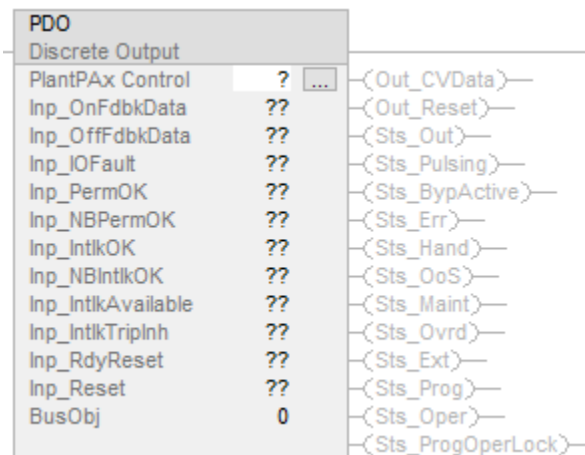 PDO
Discrete Output
PlantPAx Control ? ... (Out_CVData)
Inp_OnFdbkData ?? (Out_Reset)
Inp_OffFdbkData ?? (Sts_Out)
Inp_IOFault ?? (Sts_Pulsing)
Inp_PermOK ?? (Sts_BypActive)
Inp_NBPermOK ?? (Sts_Err)
Inp_IntlkOK ?? (Sts_Hand)
Inp_NBIntlkOK ?? (Sts_OoS)
Inp_IntlkAvailable ?? (Sts_Maint)
Inp_IntlkTripInh ?? (Sts_Ovrd)
Inp_RdyReset ?? (Sts_Ext)
Inp_Reset ?? (Sts_Prog)
BusObj 0 (Sts_Oper)
(Sts_ProgOperLock)